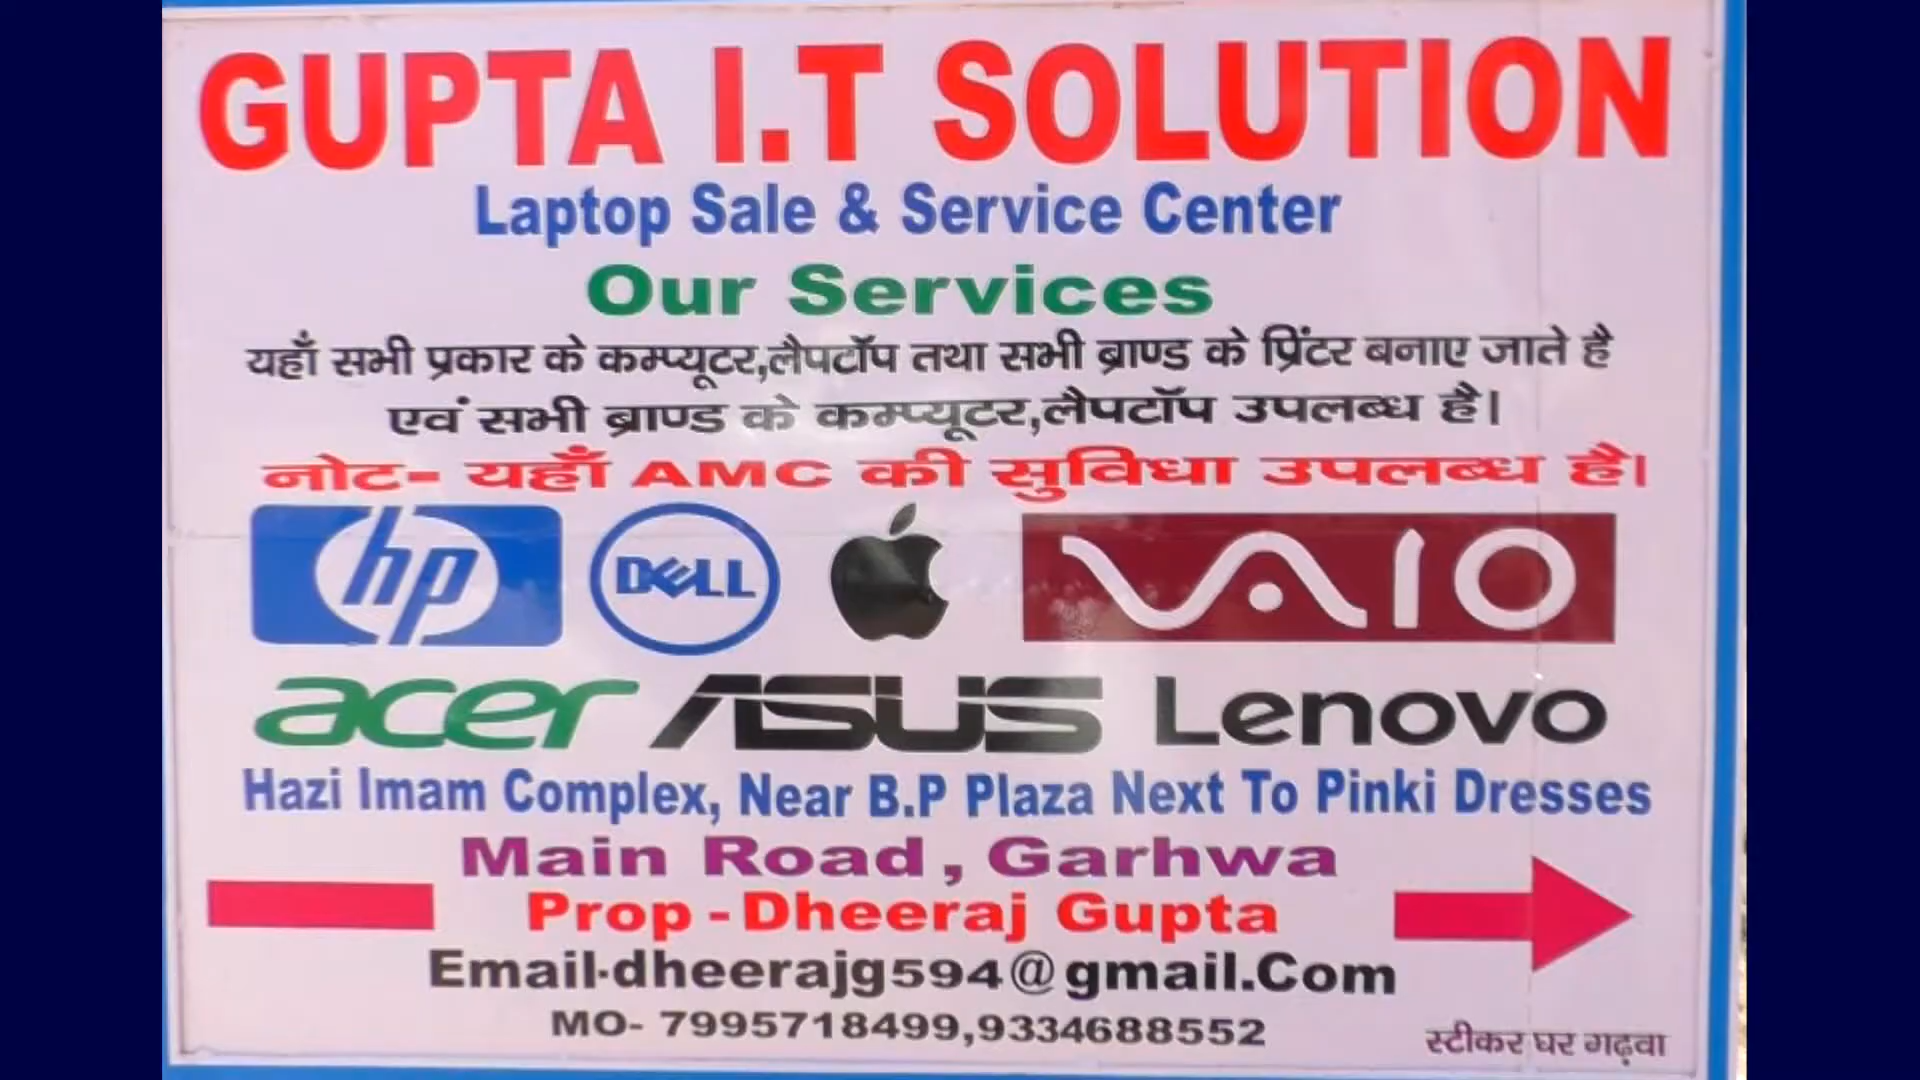 GUPTA I.T SOLUTION
Laptop Sale & Service Center
Our Services
यहाँ सभी प्रकार के कम्प्यूटर,लैपटॉप तथा सभी ब्राण्ड के प्रिंटर बनाए जाते है
एवं सभी ब्राण्ड के कम्प्यूटर,लैपटॉप उपलब्ध है।
नोट- यहाँ AMC की सुविधा उपलब्ध है।
hp DELL VAIO
acer ASUS Lenovo
Hazi Imam Complex, Near B.P Plaza Next To Pinki Dresses
Main Road, Garhwa
Prop - Dheeraj Gupta
Email-dheerajg594@gmail.Com
MO- 7995718499,9334688552
स्टीकर घर गढ़वा